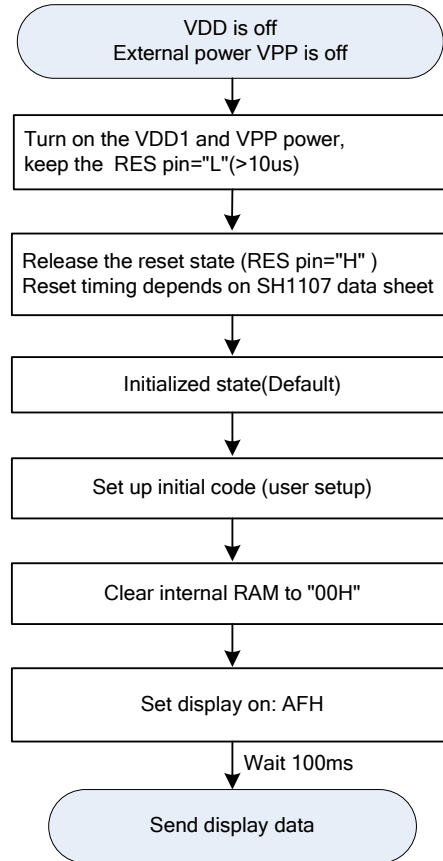 VDD is off
External power VPP is off
Turn on the VDD1 and VPP power,
keep the RES pin="L"(>10us)
Release the reset state (RES pin="H" )
Reset timing depends on SH1107 data sheet
Initialized state(Default)
Set up initial code (user setup)
Clear internal RAM to "00H"
Set display on: AFH
Wait 100ms
Send display data